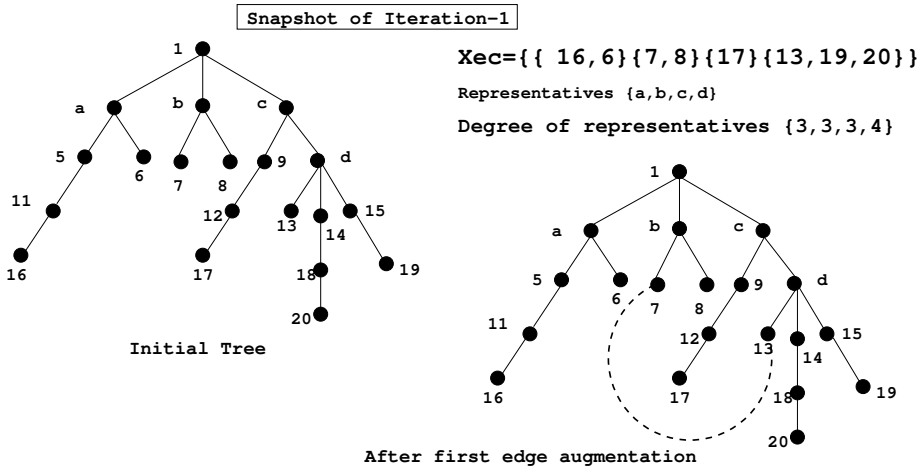 Snapshot of Iteration-1
Xec={{ 16,6}{7,8}{17}{13,19,20}}
Representatives {a,b,c,d}
Degree of representatives {3,3,3,4}
1
a
b
c
5
6
7
8
9
d
11
12
13
14
15
16
17
18
19
20
Initial Tree
1
a
b
c
5
6
7
8
9
d
11
12
13
14
15
16
17
18
19
20
After first edge augmentation